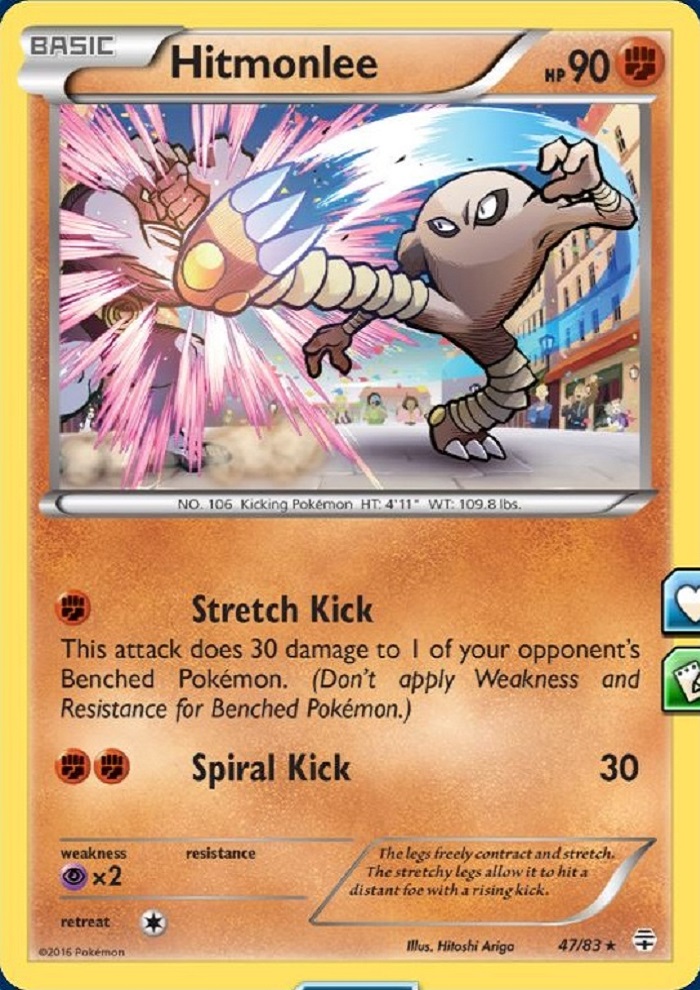 BASIC
Hitmonlee
HP 90
NO. 106 Kicking Pokémon HT: 4'11" WT: 109.8 lbs.
Stretch Kick
This attack does 30 damage to 1 of your opponent's
Benched Pokémon. (Don't apply Weakness and
Resistance for Benched Pokémon.)
Spiral Kick 30
weakness resistance
×2
The legs freely contract and stretch.
The stretchy legs allow it to hit a
distant foe with a rising kick.
retreat
©2016 Pokémon
Illus. Hitoshi Ariga 47/83 ★